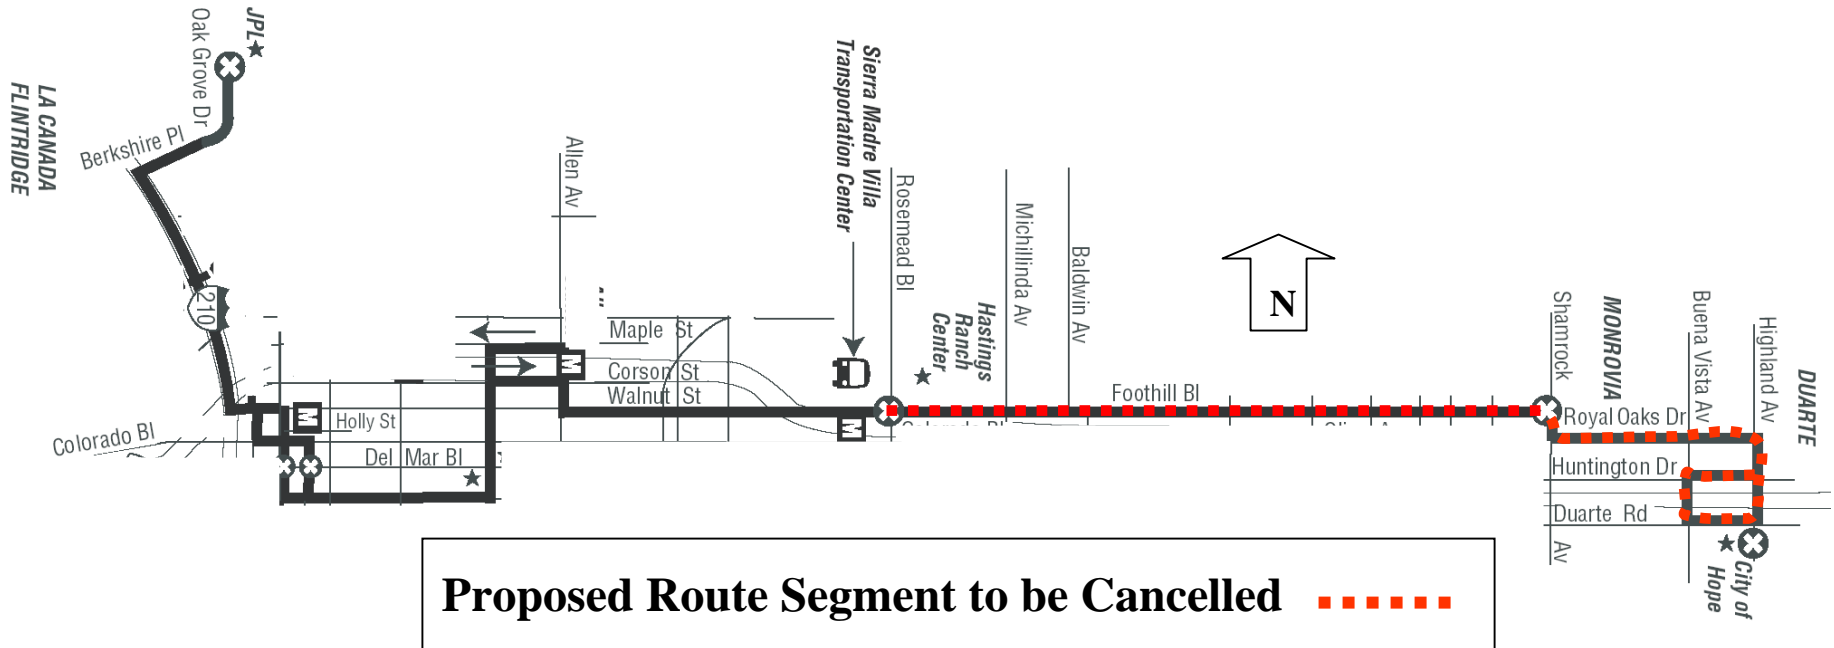 JPL
Oak Grove Dr
LA CANADA
FLINTRIDGE
Berkshire Pl
210
Colorado Bl
Holly St
Del Mar Bl
Allen Av
Maple St
Corson St
Walnut St
M
M
M
Sierra Madre Villa
Transportation Center
Rosemead Bl
Hastings
Ranch
Center
Michillinda Av
Baldwin Av
N
Foothill Bl
Shamrock
Av
MONROVIA
Royal Oaks Dr
Buena Vista Av
Highland Av
DUARTE
Huntington Dr
Duarte Rd
City of
Hope
Proposed Route Segment to be Cancelled